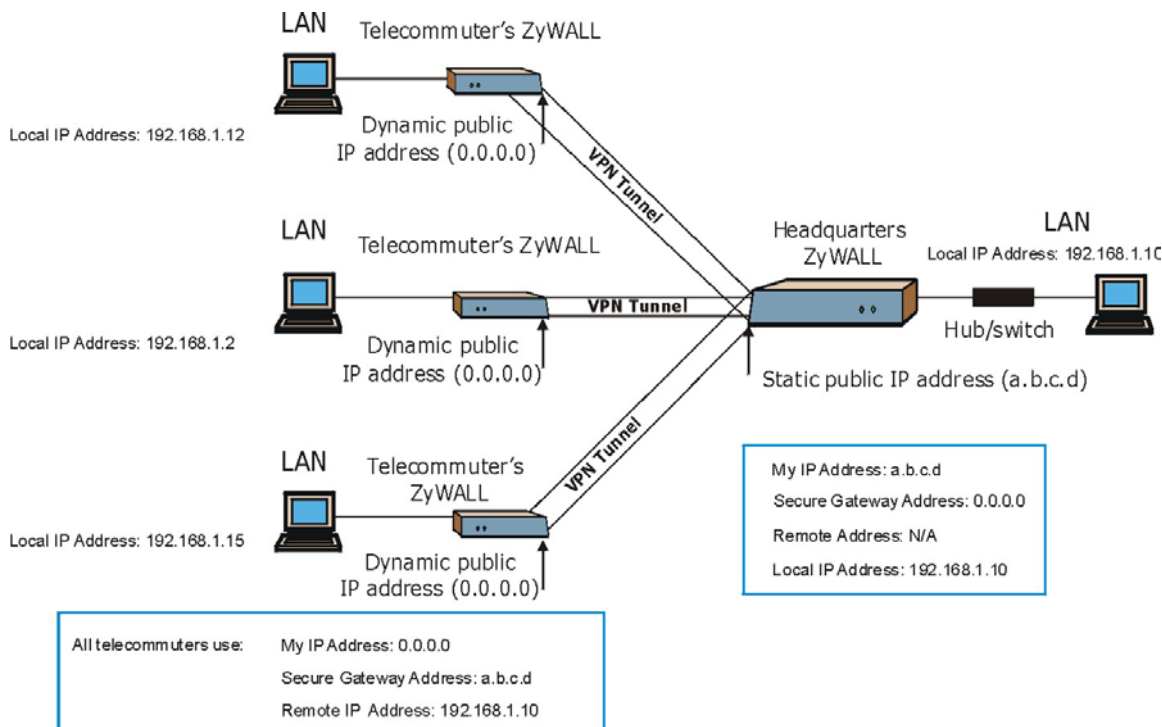 LAN
Telecommuter's ZyWALL
Local IP Address: 192.168.1.12
Dynamic public
IP address (0.0.0.0)
VPN Tunnel
LAN
Telecommuter's ZyWALL
Local IP Address: 192.168.1.2
Dynamic public
IP address (0.0.0.0)
VPN Tunnel
Headquarters
ZyWALL
LAN
Local IP Address: 192.168.1.10
Hub/switch
Static public IP address (a.b.c.d)
LAN
Telecommuter's
ZyWALL
Local IP Address: 192.168.1.15
Dynamic public
IP address (0.0.0.0)
VPN Tunnel
My IP Address: a.b.c.d
Secure Gateway Address: 0.0.0.0
Remote Address: N/A
Local IP Address: 192.168.1.10
All telecommuters use: My IP Address: 0.0.0.0
Secure Gateway Address: a.b.c.d
Remote IP Address: 192.168.1.10